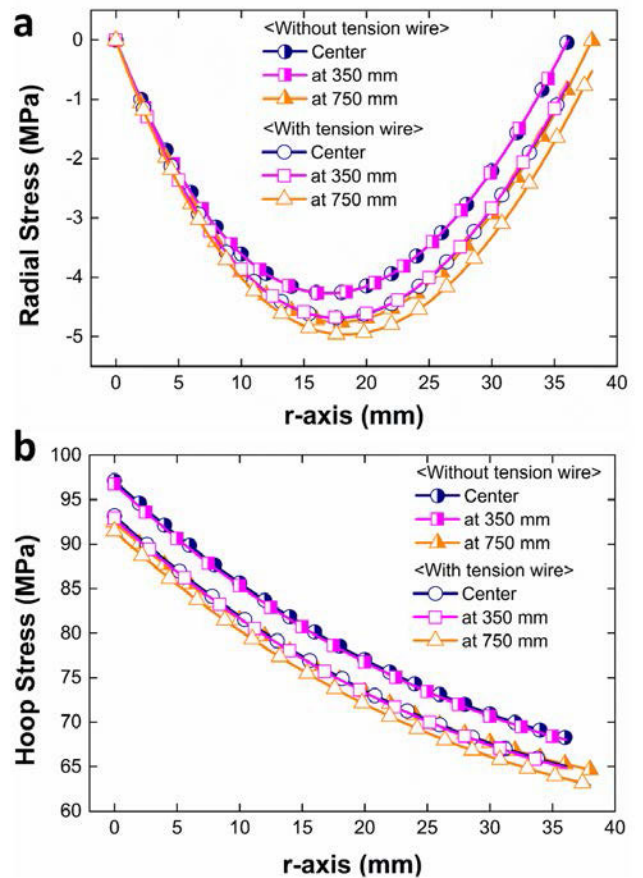 a
<Without tension wire>
Center
at 350 mm
at 750 mm
<With tension wire>
Center
at 350 mm
at 750 mm
0
-1
-2
-3
-4
-5
Radial Stress (MPa)
0 5 10 15 20 25 30 35 40
r-axis (mm)
b
<Without tension wire>
Center
at 350 mm
at 750 mm
<With tension wire>
Center
at 350 mm
at 750 mm
100
95
90
85
80
75
70
65
60
Hoop Stress (MPa)
0 5 10 15 20 25 30 35 40
r-axis (mm)